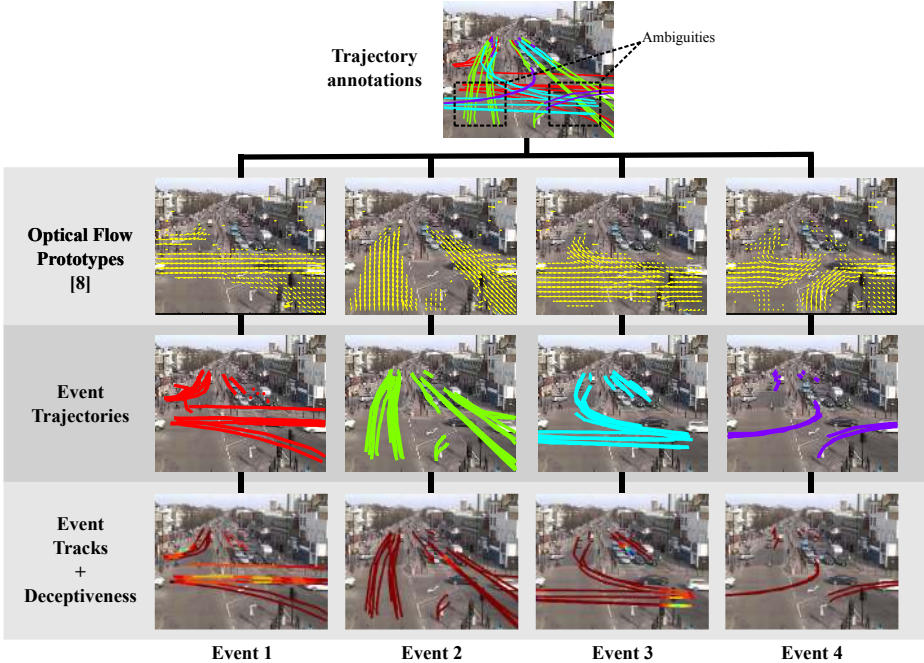 Trajectory
annotations
Ambiguities
Optical Flow
Prototypes
[8]
Event
Trajectories
Event
Tracks
+
Deceptiveness
Event 1
Event 2
Event 3
Event 4